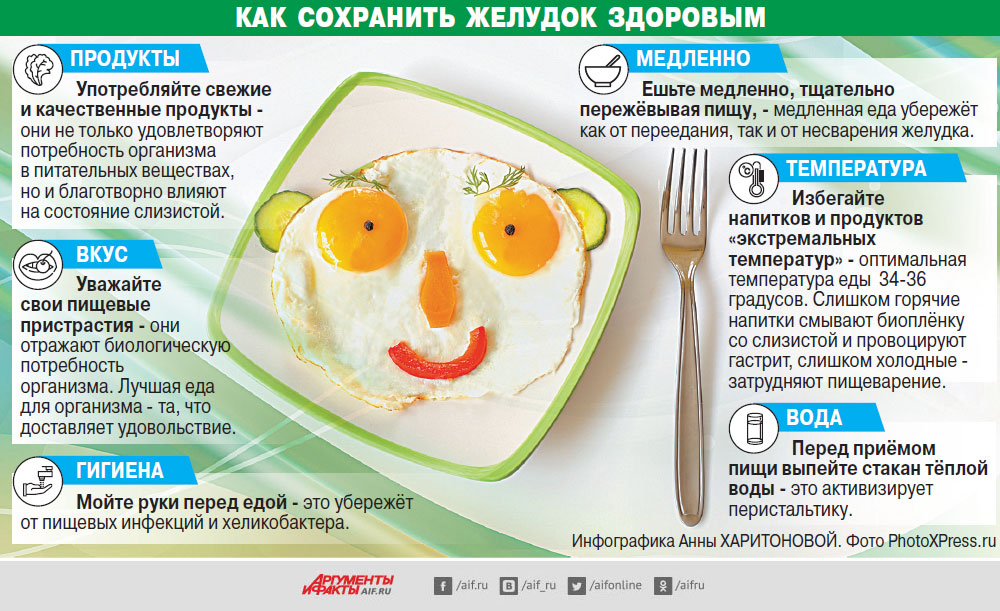 КАК СОХРАНИТЬ ЖЕЛУДОК ЗДОРОВЫМ
ПРОДУКТЫ
Употребляйте свежие
и качественные продукты -
они не только удовлетворяют
потребность организма
в питательных веществах,
но и благотворно влияют
на состояние слизистой.
ВКУС
Уважайте
свои пищевые
пристрастия - они
отражают биологическую
потребность
организма. Лучшая еда
для организма - та, что
доставляет удовольствие.
ГИГИЕНА
Мойте руки перед едой - это убережёт
от пищевых инфекций и хеликобактера.
МЕДЛЕННО
Ешьте медленно, тщательно
пережёвывая пищу, - медленная еда убережёт
как от переедания, так и от несварения желудка.
ТЕМПЕРАТУРА
Избегайте
напитков и продуктов
«экстремальных
температур» - оптимальная
температура еды 34-36
градусов. Слишком горячие
напитки смывают биоплёнку
со слизистой и провоцируют
гастрит, слишком холодные -
затрудняют пищеварение.
ВОДА
Перед приёмом
пищи выпейте стакан тёплой
воды - это активизирует
перистальтику.
Инфографика Анны ХАРИТОНОВОЙ. Фото PhotoXPress.ru
АРГУМЕНТЫ
И ФАКТЫ AIF.RU
/aif.ru
/aif_ru
/aifonline
/aifru